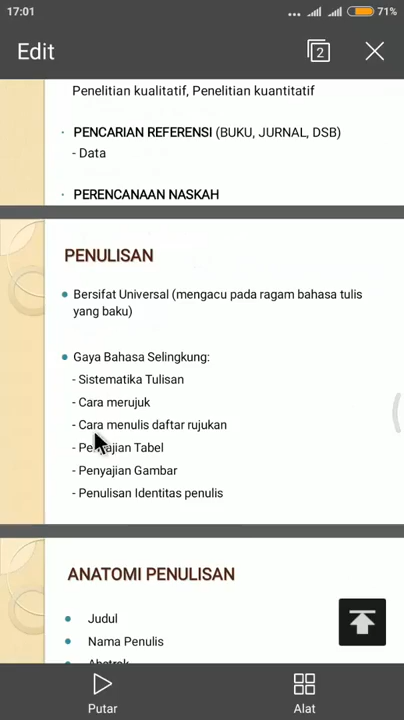 17:01
... 71%
Edit
2
Penelitian kualitatif, Penelitian kuantitatif
· PENCARIAN REFERENSI (BUKU, JURNAL, DSB)
- Data
· PERENCANAAN NASKAH
PENULISAN
• Bersifat Universal (mengacu pada ragam bahasa tulis
yang baku)
• Gaya Bahasa Selingkung:
- Sistematika Tulisan
- Cara merujuk
- Cara menulis daftar rujukan
- Penyajian Tabel
- Penyajian Gambar
- Penulisan Identitas penulis
ANATOMI PENULISAN
• Judul
• Nama Penulis
• Abstrak
Putar
Alat